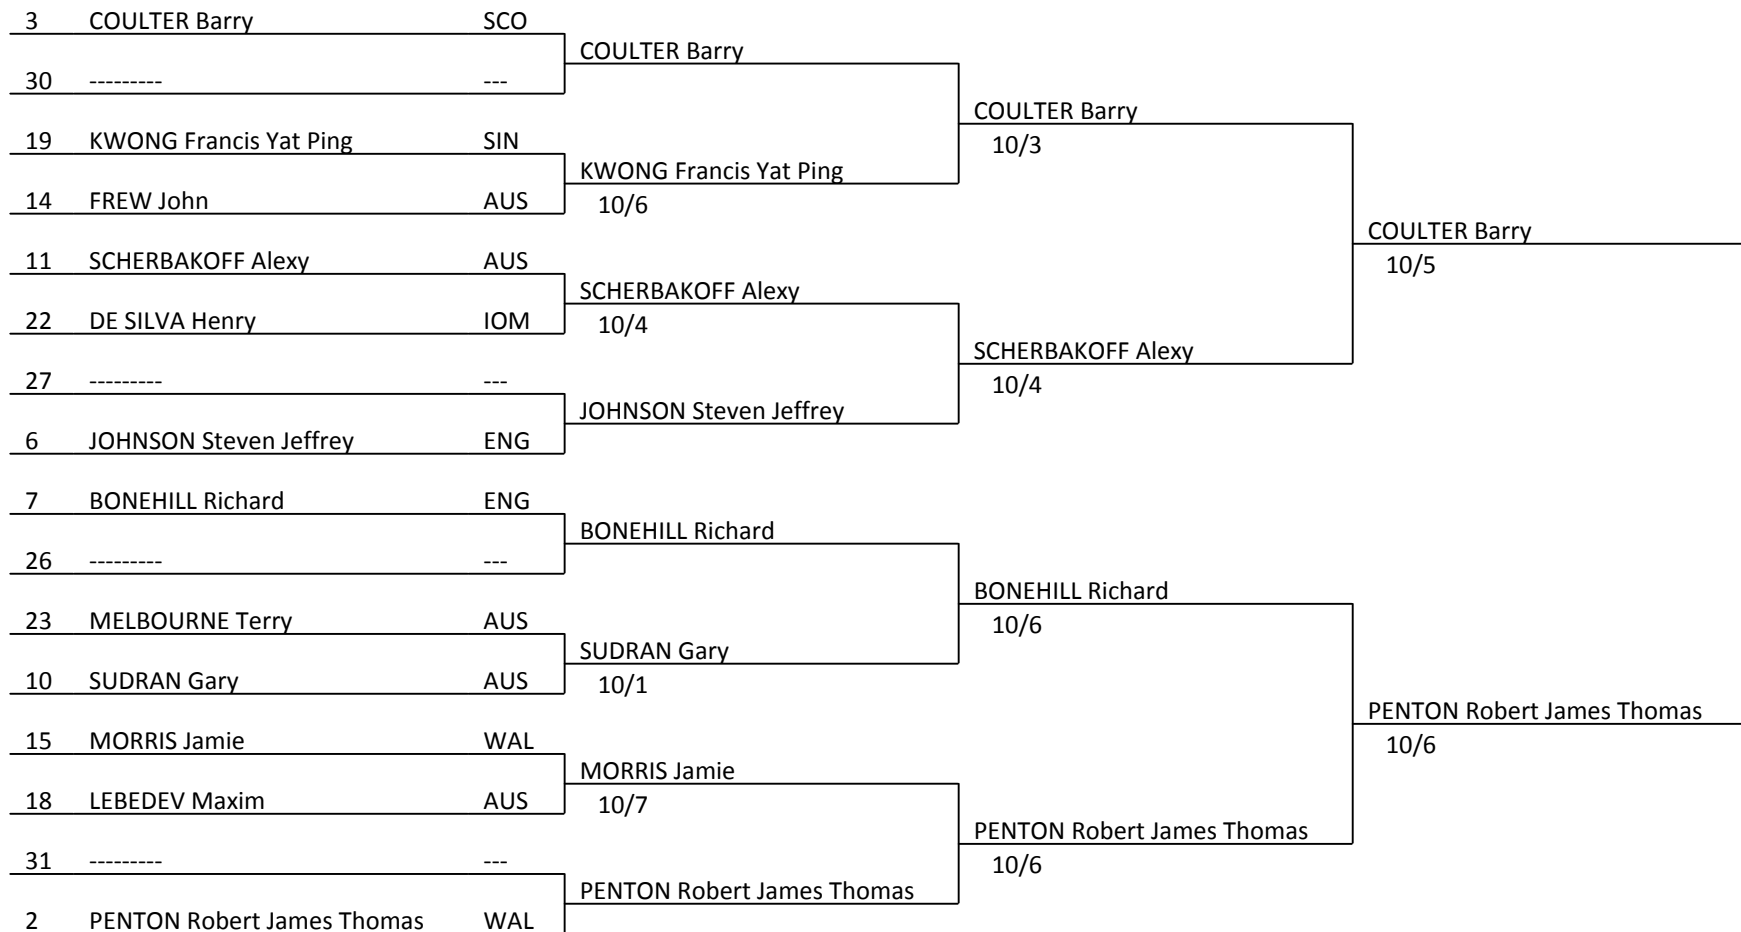 3 COULTER Barry SCO
COULTER Barry
30 --------- ---
COULTER Barry
19 KWONG Francis Yat Ping SIN
10/3
KWONG Francis Yat Ping
14 FREW John AUS
10/6
COULTER Barry
11 SCHERBAKOFF Alexy AUS
10/5
SCHERBAKOFF Alexy
22 DE SILVA Henry IOM
10/4
SCHERBAKOFF Alexy
27 --------- ---
10/4
JOHNSON Steven Jeffrey
6 JOHNSON Steven Jeffrey ENG
7 BONEHILL Richard ENG
BONEHILL Richard
26 --------- ---
BONEHILL Richard
23 MELBOURNE Terry AUS
10/6
SUDRAN Gary
10 SUDRAN Gary AUS
10/1
PENTON Robert James Thomas
15 MORRIS Jamie WAL
10/6
MORRIS Jamie
18 LEBEDEV Maxim AUS
10/7
PENTON Robert James Thomas
31 --------- ---
10/6
PENTON Robert James Thomas
2 PENTON Robert James Thomas WAL